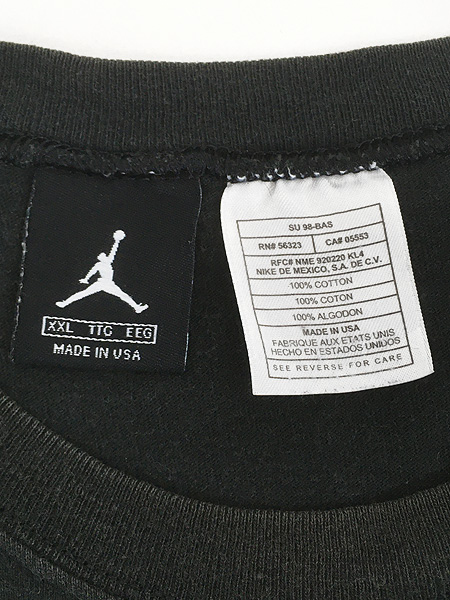 XXL TTG EEG
MADE IN USA
SU 98-BAS
RN# 56323 CA# 05553
RFC# NME 920220 KL4
NIKE DE MEXICO, S.A. DE C.V.
100% COTTON
100% COTON
100% ALGODON
MADE IN USA
FABRIQUE AUX ETATS UNIS
HECHO EN ESTADOS UNIDOS
SEE REVERSE FOR CARE